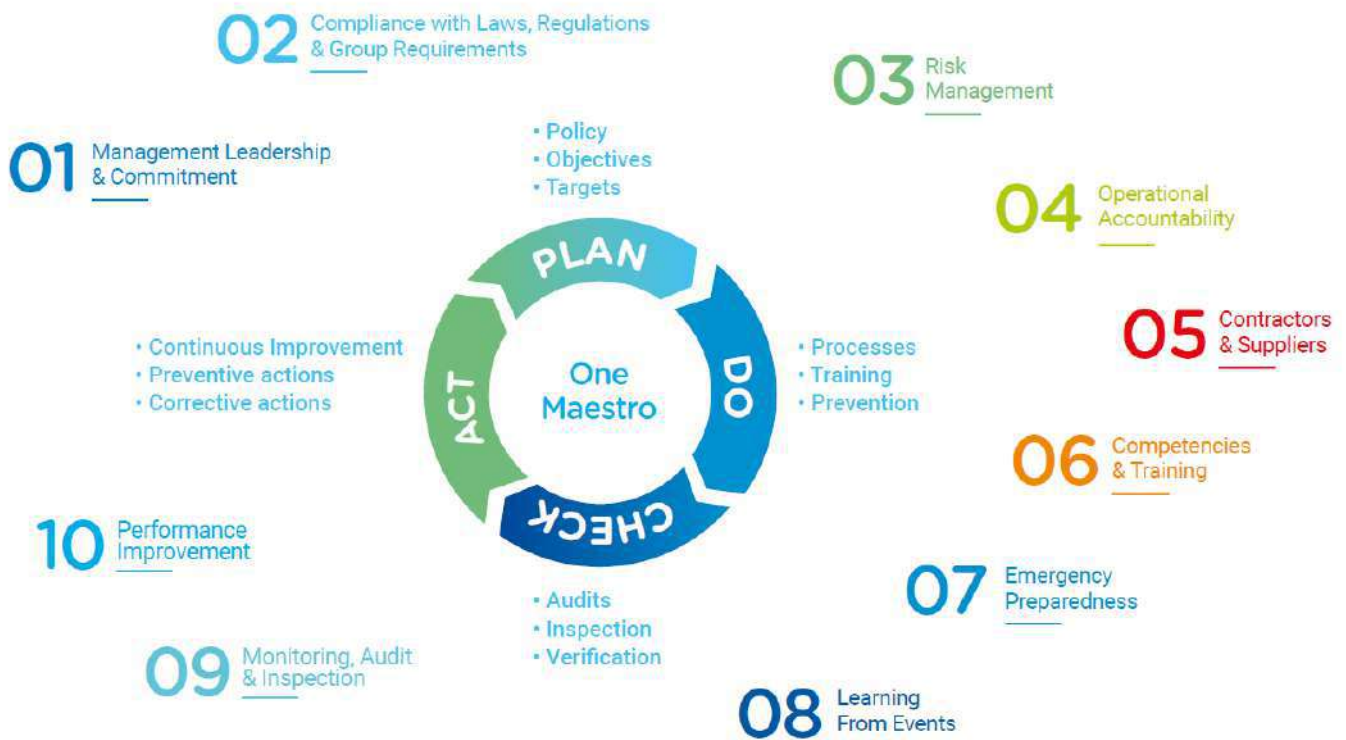 02 Compliance with Laws, Regulations
& Group Requirements
03 Risk
Management
01 Management Leadership
& Commitment
• Policy
• Objectives
• Targets
04 Operational
Accountability
PLAN
05 Contractors
& Suppliers
• Continuous Improvement
• Preventive actions
• Corrective actions
ACT
One
Maestro
DO
• Processes
• Training
• Prevention
06 Competencies
& Training
CHECK
10 Performance
Improvement
07 Emergency
Preparedness
• Audits
• Inspection
• Verification
09 Monitoring, Audit
& Inspection
08 Learning
From Events